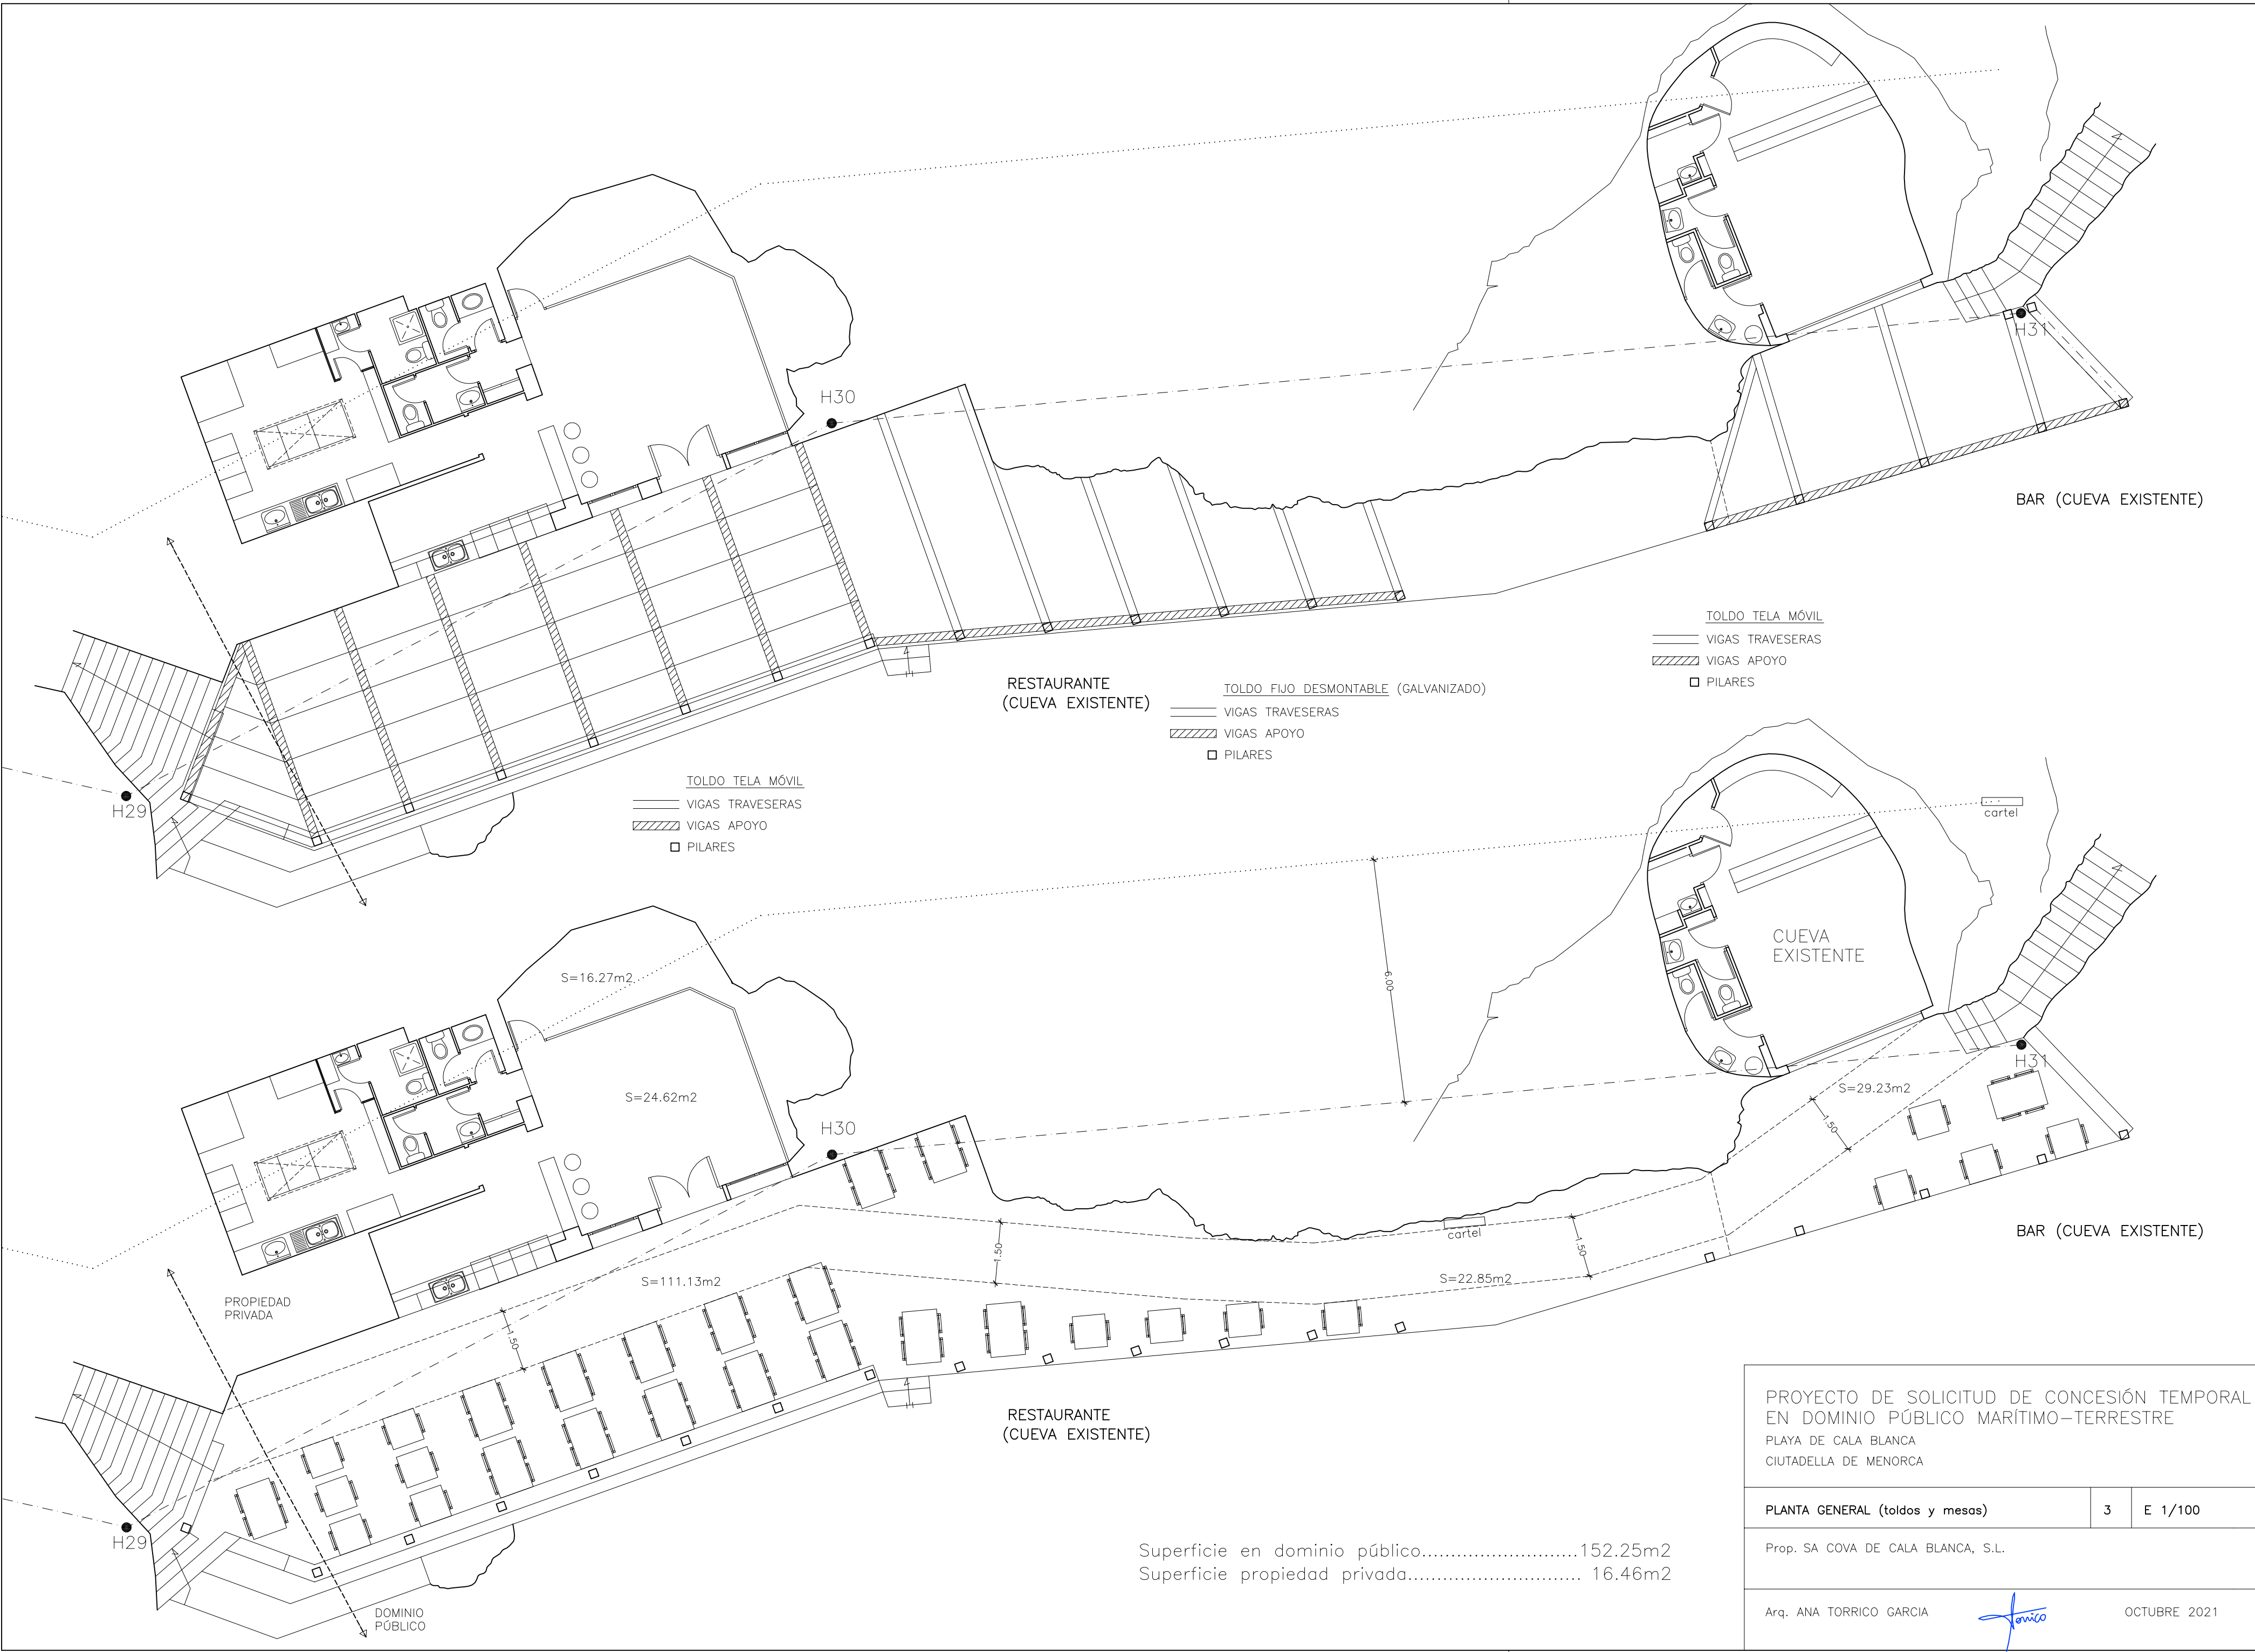 H30
H31
BAR (CUEVA EXISTENTE)
TOLDO TELA MÓVIL
VIGAS TRAVESERAS
VIGAS APOYO
PILARES
RESTAURANTE
(CUEVA EXISTENTE)
TOLDO FIJO DESMONTABLE (GALVANIZADO)
VIGAS TRAVESERAS
VIGAS APOYO
PILARES
TOLDO TELA MÓVIL
VIGAS TRAVESERAS
VIGAS APOYO
PILARES
H29
cartel
CUEVA
EXISTENTE
S=16.27m2
6.00
S=24.62m2
H30
H31
S=29.23m2
1.50
cartel
1.50
1.50
S=22.85m2
S=111.13m2
1.50
BAR (CUEVA EXISTENTE)
PROPIEDAD
PRIVADA
RESTAURANTE
(CUEVA EXISTENTE)
H29
DOMINIO
PÚBLICO
Superficie en dominio público...........................152.25m2
Superficie propiedad privada.............................. 16.46m2
PROYECTO DE SOLICITUD DE CONCESIÓN TEMPORAL
EN DOMINIO PÚBLICO MARÍTIMO-TERRESTRE
PLAYA DE CALA BLANCA
CIUTADELLA DE MENORCA
PLANTA GENERAL (toldos y mesas) 3 E 1/100
Prop. SA COVA DE CALA BLANCA, S.L.
Arq. ANA TORRICO GARCIA Torrico OCTUBRE 2021